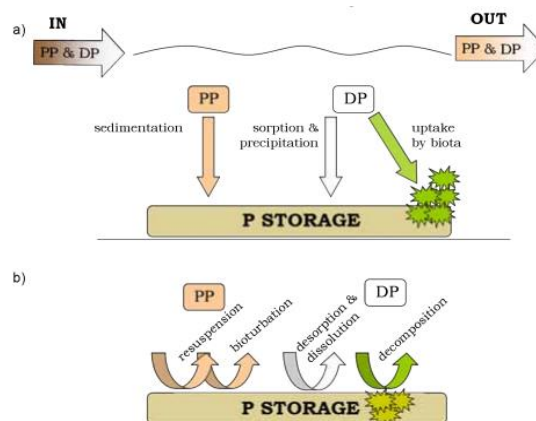 IN
OUT
a)
PP & DP
PP & DP
PP
DP
sedimentation
sorption &
precipitation
uptake
by biota
P STORAGE
b)
PP
DP
resuspension
bioturbation
desorption &
dissolution
decomposition
P STORAGE